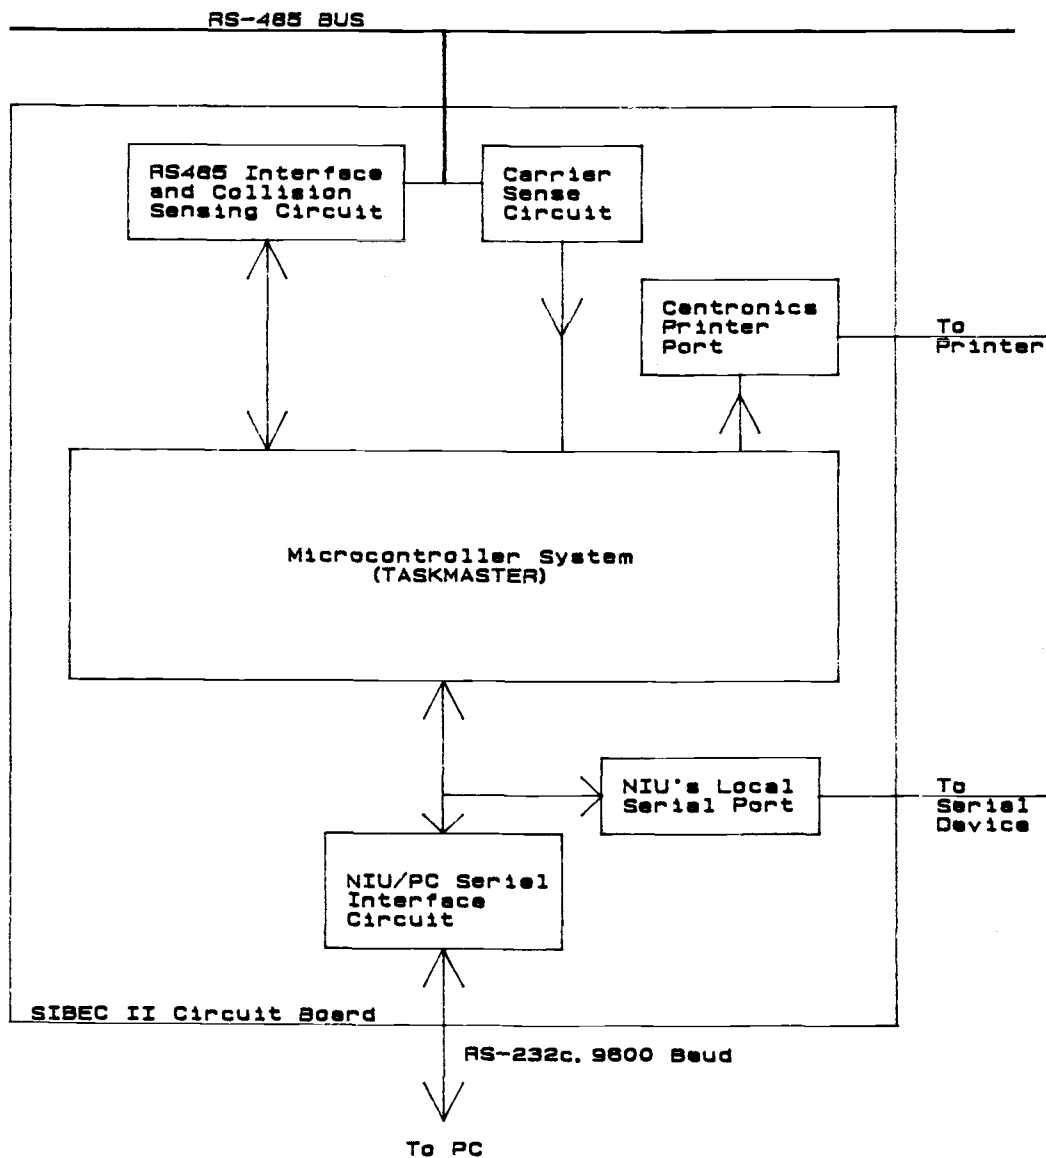 RS-485 BUS
RS485 Interface
and Collision
Sensing Circuit
Carrier
Sense
Circuit
Centronics
Printer
Port
To
Printer
Microcontroller System
(TASKMASTER)
NIU's Local
Serial Port
To
Serial
Device
NIU/PC Serial
Interface
Circuit
SIBEC II Circuit Board
RS-232c, 9600 Baud
To PC